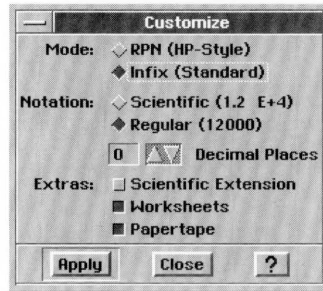 Customize
Mode: RPN (HP-Style)
Infix (Standard)
Notation: Scientific (1.2 E+4)
Regular (12000)
0 Decimal Places
Extras: Scientific Extension
Worksheets
Papertape
Apply Close ?